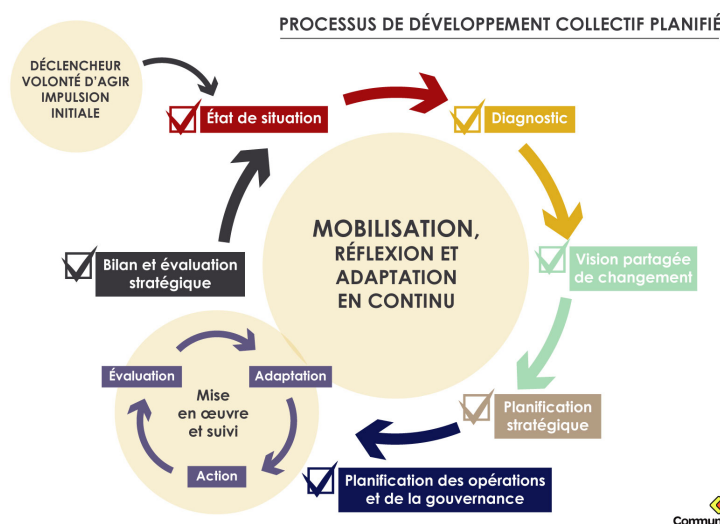 PROCESSUS DE DÉVELOPPEMENT COLLECTIF PLANIFIÉ
DÉCLENCHEUR
VOLONTÉ D'AGIR
IMPULSION
INITIALE
État de situation
Diagnostic
Vision partagée
de changement
Planification
stratégique
Planification des opérations
et de la gouvernance
Mise
en œuvre
et suivi
Action
Évaluation
Adaptation
Bilan et évaluation
stratégique
MOBILISATION,
RÉFLEXION ET
ADAPTATION
EN CONTINU